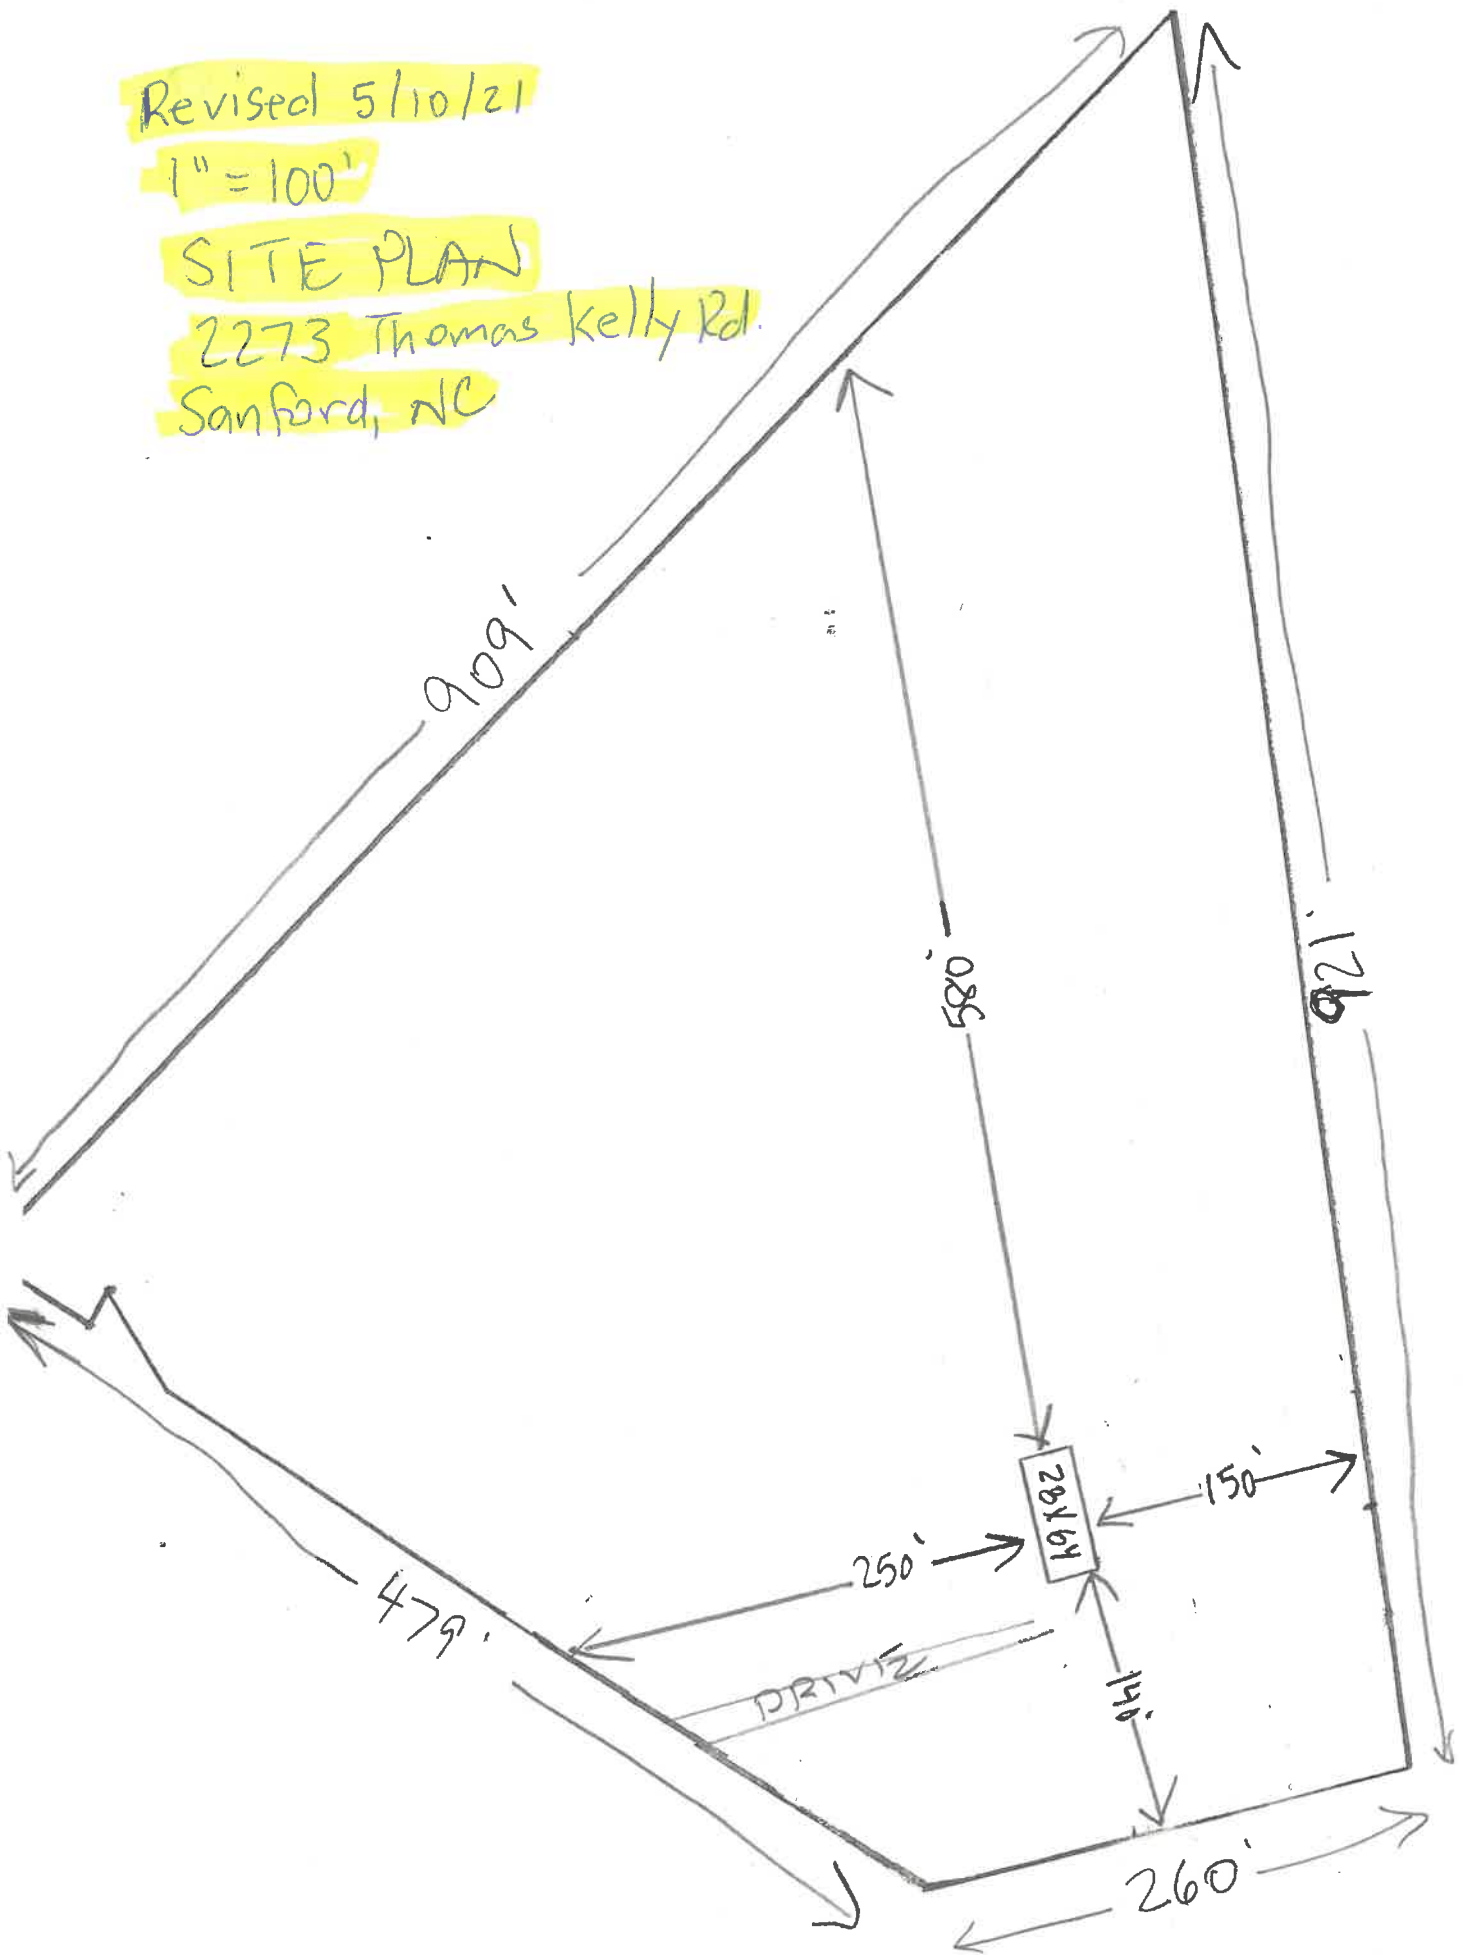 Revised 5/10/21
1" = 100'
SITE PLAN
2273 Thomas Kelly Rd.
Sanford, NC
909'
580'
921'
28X64
150'
250'
479'
DRIVE
140'
260'